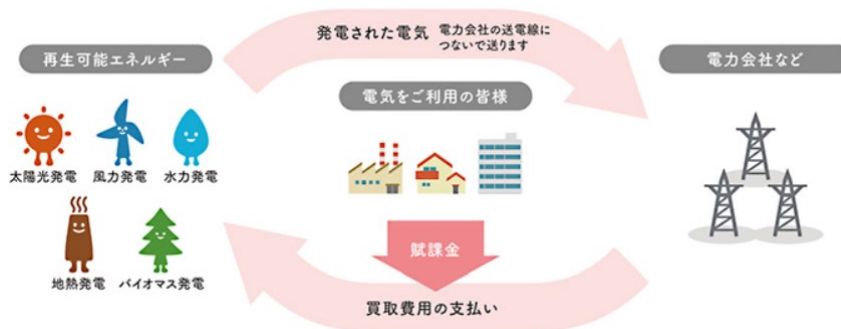 発電された電気
電力会社の送電線に
つないで送ります
再生可能エネルギー
電気をご利用の皆様
電力会社など
太陽光発電
風力発電
水力発電
地熱発電
バイオマス発電
賦課金
買取費用の支払い